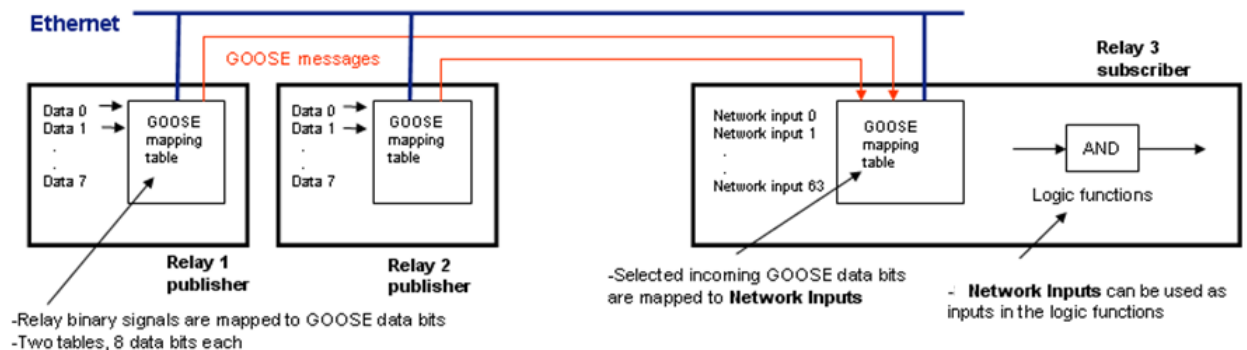 Ethernet
GOOSE messages
Relay 3
subscriber
Data 0
Data 1
.
.
Data 7
GOOSE
mapping
table
Data 0
Data 1
.
.
Data 7
GOOSE
mapping
table
Network input 0
Network input 1
.
.
Network input 63
GOOSE
mapping
table
AND
Logic functions
Relay 1
publisher
Relay 2
publisher
-Selected incoming GOOSE data bits
are mapped to Network Inputs
- Network Inputs can be used as
inputs in the logic functions
-Relay binary signals are mapped to GOOSE data bits
-Two tables, 8 data bits each